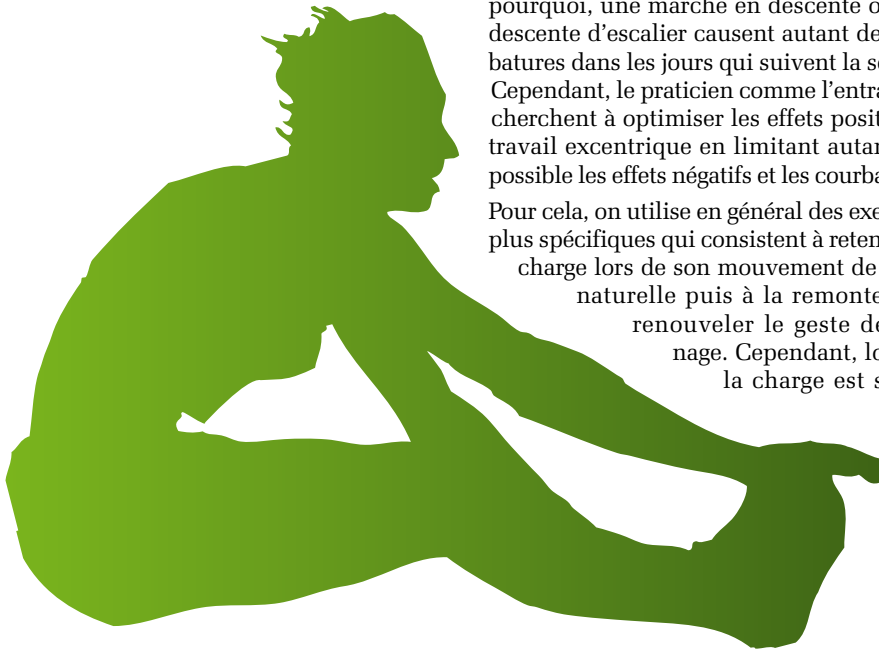 pourquoi, une marche en descente o
descente d’escalier causent autant de
batures dans les jours qui suivent la s
Cependant, le praticien comme l’entra
cherchent à optimiser les effets posit
travail excentrique en limitant autan
possible les effets négatifs et les courba
Pour cela, on utilise en général des exe
plus spécifiques qui consistent à reten
charge lors de son mouvement de
naturelle puis à la remonte
renouveler le geste de
nage. Cependant, lo
la charge est s